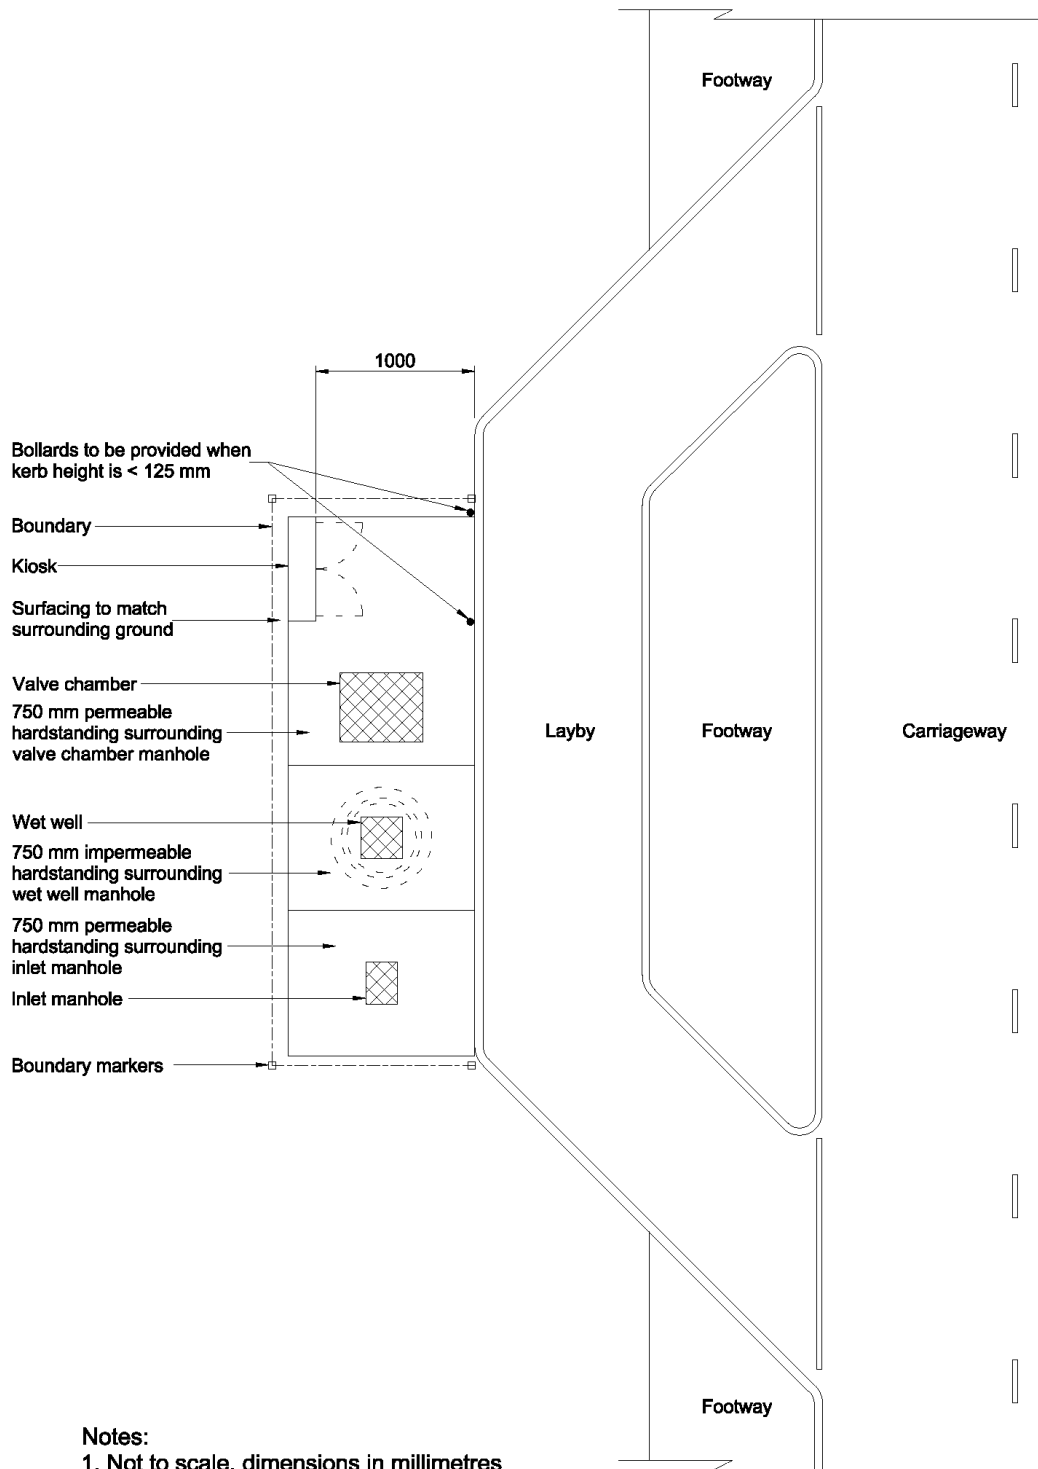 Footway
1000
Bollards to be provided when
kerb height is < 125 mm
Boundary
Kiosk
Surfacing to match
surrounding ground
Valve chamber
750 mm permeable
hardstanding surrounding
valve chamber manhole
Layby
Footway
Carriageway
Wet well
750 mm impermeable
hardstanding surrounding
wet well manhole
750 mm permeable
hardstanding surrounding
inlet manhole
Inlet manhole
Boundary markers
Footway
Notes:
1. Not to scale, dimensions in millimetres